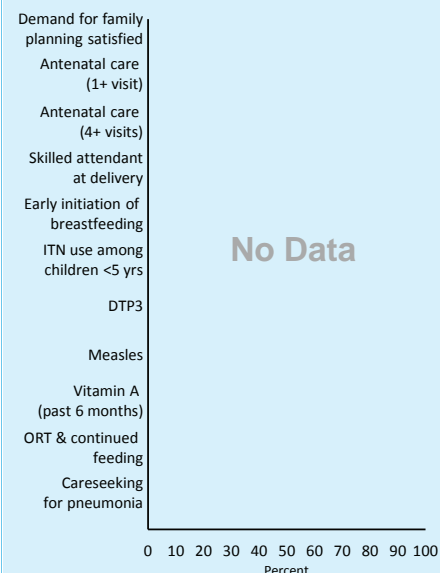 Demand for family
planning satisfied
Antenatal care
(1+ visit)
Antenatal care
(4+ visits)
Skilled attendant
at delivery
Early initiation of
breastfeeding
ITN use among
children <5 yrs
No Data
DTP3
Measles
Vitamin A
(past 6 months)
ORT & continued
feeding
Careseeking
for pneumonia
0 10 20 30 40 50 60 70 80 90 100
Percent